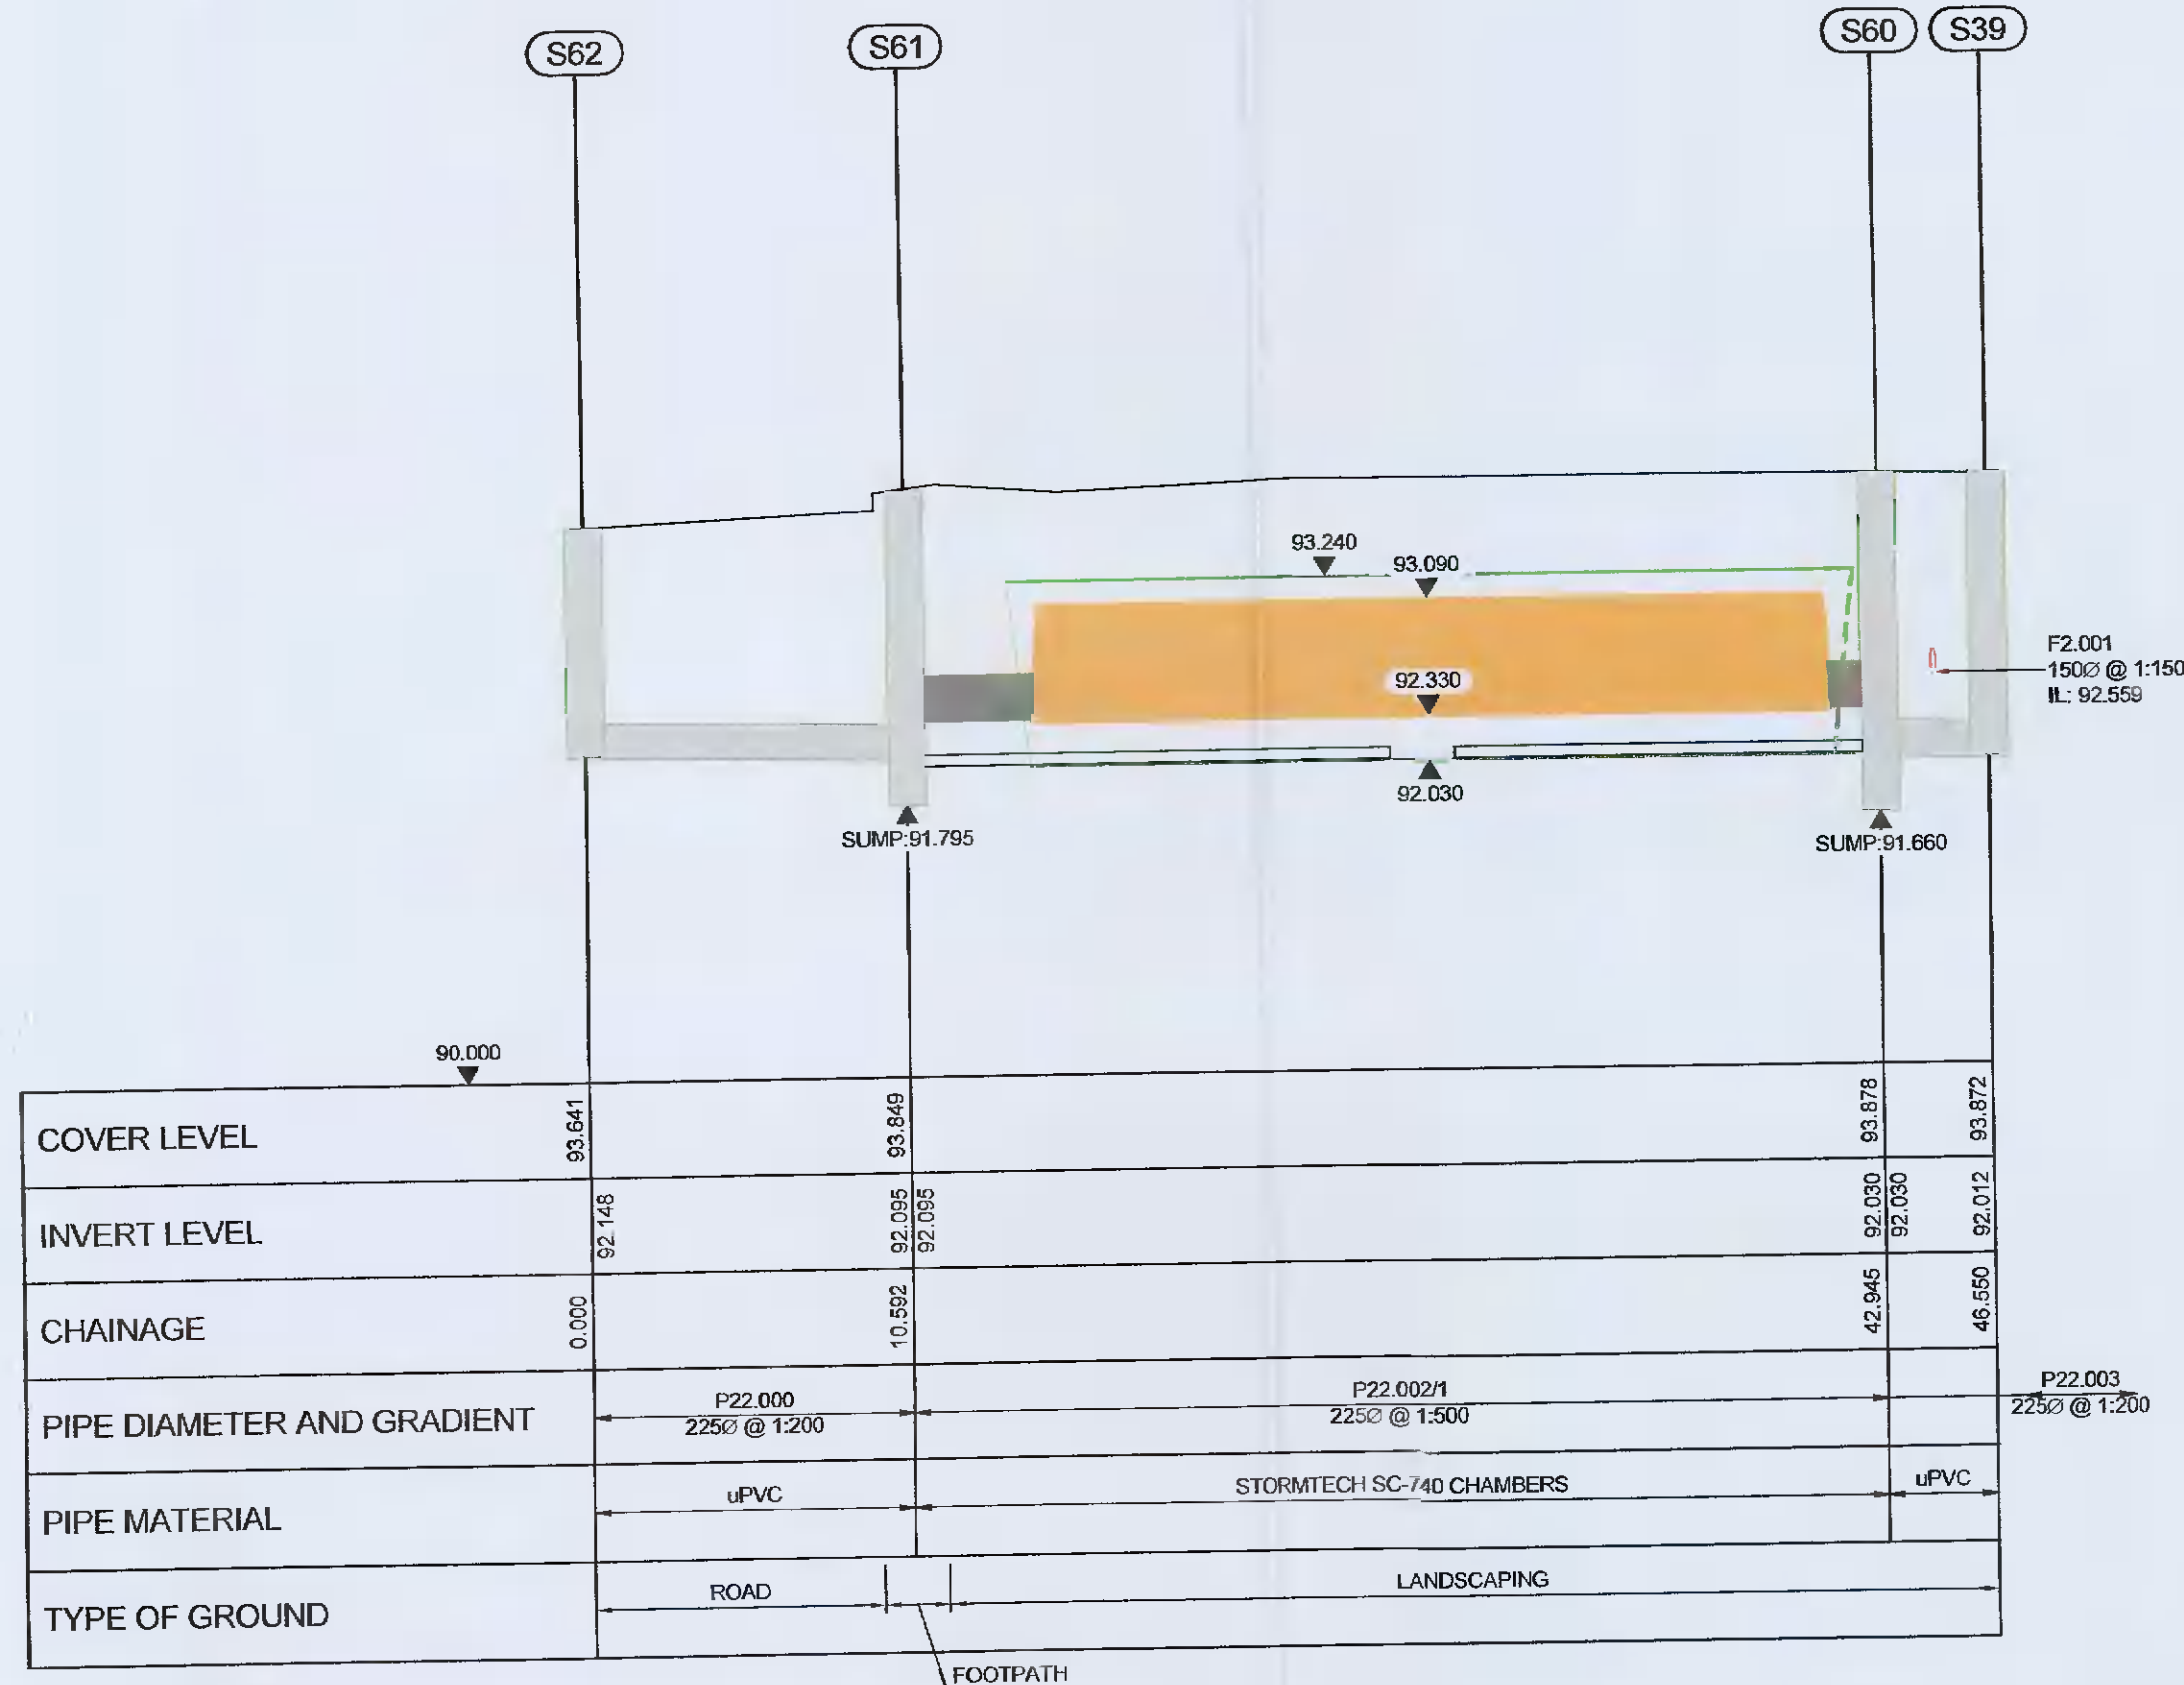 S62
S61
S60
S39
93.240
93.090
92.330
92.030
F2.001
150Ø @ 1:150
IL: 92.559
SUMP:91.795
SUMP:91.660
90.000
COVER LEVEL
93.641
93.849
93.878
93.872
INVERT LEVEL
92.148
92.095
92.095
92.030
92.030
92.012
CHAINAGE
0.000
10.592
42.945
46.550
PIPE DIAMETER AND GRADIENT
P22.000
225Ø @ 1:200
P22.002/1
225Ø @ 1:500
P22.003
225Ø @ 1:200
PIPE MATERIAL
uPVC
STORMTECH SC-740 CHAMBERS
uPVC
TYPE OF GROUND
ROAD
LANDSCAPING
FOOTPATH